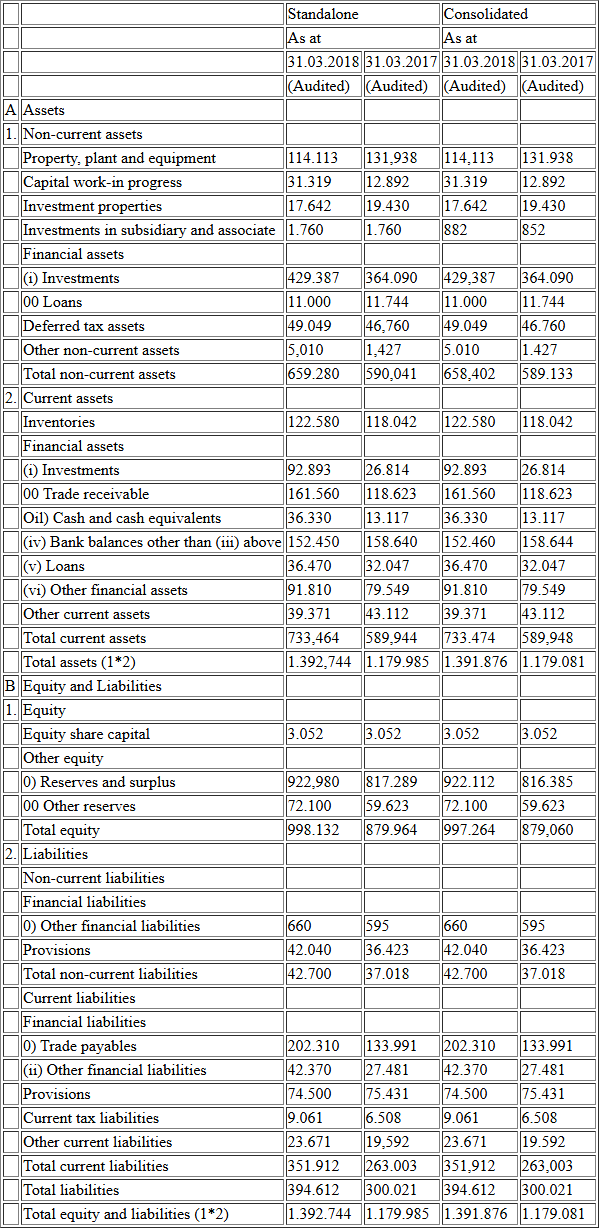 Standalone Consolidated
As at As at
31.03.2018 31.03.2017 31.03.2018 31.03.2017
(Audited) (Audited) (Audited) (Audited)
A Assets
1. Non-current assets
Property, plant and equipment 114.113 131,938 114,113 131.938
Capital work-in progress 31.319 12.892 31.319 12.892
Investment properties 17.642 19.430 17.642 19.430
Investments in subsidiary and associate 1.760 1.760 882 852
Financial assets
(i) Investments 429.387 364.090 429,387 364.090
00 Loans 11.000 11.744 11.000 11.744
Deferred tax assets 49.049 46,760 49.049 46.760
Other non-current assets 5,010 1,427 5.010 1.427
Total non-current assets 659.280 590,041 658,402 589.133
2. Current assets
Inventories 122.580 118.042 122.580 118.042
Financial assets
(i) Investments 92.893 26.814 92.893 26.814
00 Trade receivable 161.560 118.623 161.560 118.623
Oil) Cash and cash equivalents 36.330 13.117 36.330 13.117
(iv) Bank balances other than (iii) above 152.450 158.640 152.460 158.644
(v) Loans 36.470 32.047 36.470 32.047
(vi) Other financial assets 91.810 79.549 91.810 79.549
Other current assets 39.371 43.112 39.371 43.112
Total current assets 733,464 589,944 733.474 589,948
Total assets (1*2) 1.392,744 1.179.985 1.391.876 1.179.081
B Equity and Liabilities
1. Equity
Equity share capital 3.052 3.052 3.052 3.052
Other equity
0) Reserves and surplus 922,980 817.289 922.112 816.385
00 Other reserves 72.100 59.623 72.100 59.623
Total equity 998.132 879.964 997.264 879,060
2. Liabilities
Non-current liabilities
Financial liabilities
0) Other financial liabilities 660 595 660 595
Provisions 42.040 36.423 42.040 36.423
Total non-current liabilities 42.700 37.018 42.700 37.018
Current liabilities
Financial liabilities
0) Trade payables 202.310 133.991 202.310 133.991
(ii) Other financial liabilities 42.370 27.481 42.370 27.481
Provisions 74.500 75.431 74.500 75.431
Current tax liabilities 9.061 6.508 9.061 6.508
Other current liabilities 23.671 19,592 23.671 19.592
Total current liabilities 351.912 263.003 351,912 263,003
Total liabilities 394.612 300.021 394.612 300.021
Total equity and liabilities (1*2) 1.392.744 1.179.985 1.391.876 1.179.081